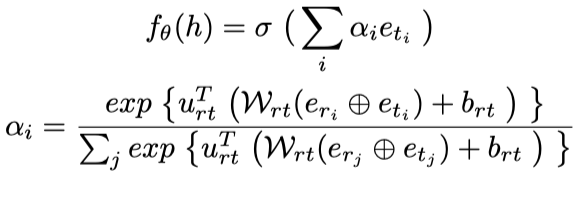 f_θ(h) = σ ( ∑_i α_i e_{t_i} )
α_i = \frac{exp {u_{rt}^T (W_{rt}(e_{r_i} ⊕ e_{t_i}) + b_{rt} ) }}{∑_j exp {u_{rt}^T (W_{rt}(e_{r_j} ⊕ e_{t_j}) + b_{rt} ) }}